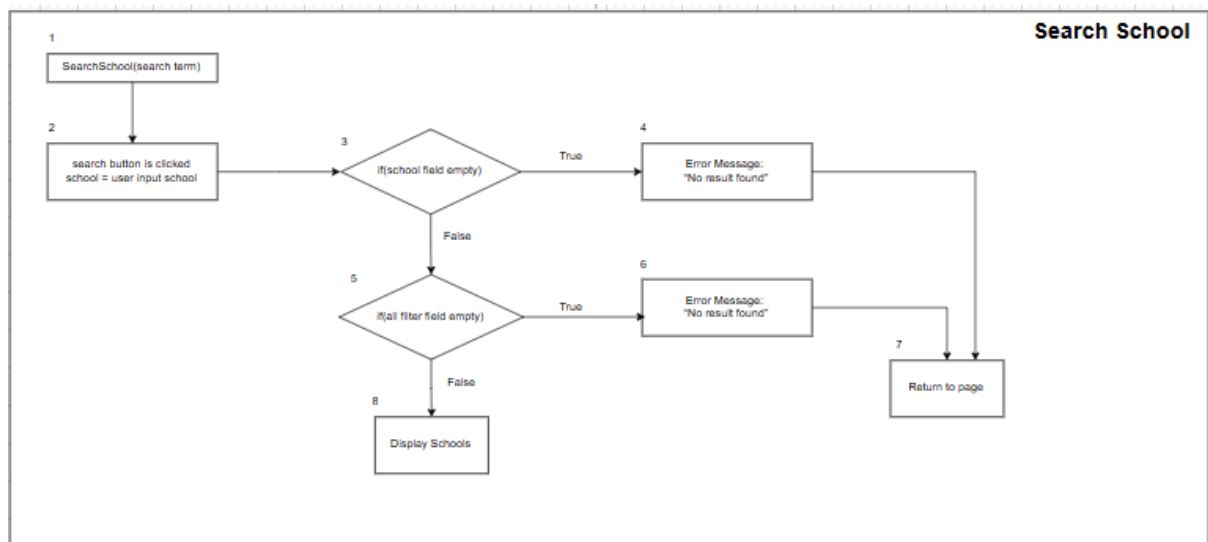 Search School
1
SearchSchool(search term)
2
search button is clicked
school = user input school
3
if(school field empty)
True
4
Error Message:
"No result found"
False
5
if(all filter field empty)
True
6
Error Message:
"No result found"
7
Return to page
False
8
Display Schools